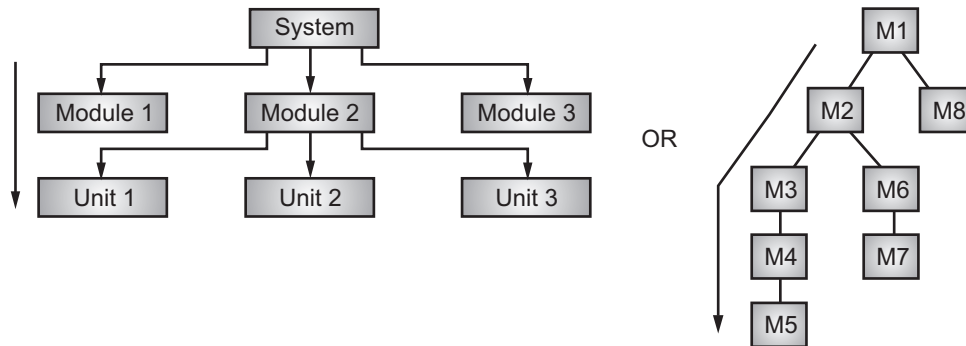 System
Module 1
Module 2
Module 3
Unit 1
Unit 2
Unit 3
OR
M1
M2
M8
M3
M6
M4
M7
M5